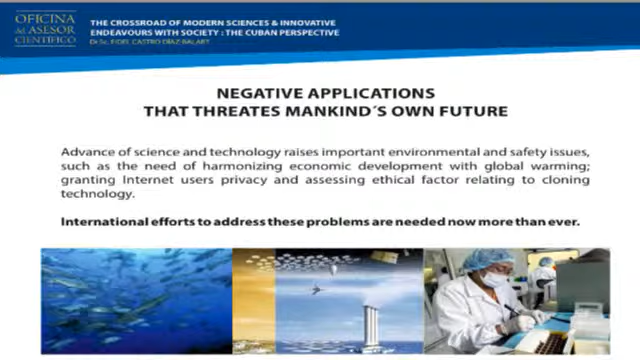 OFICINA
del ASESOR
CIENTÍFICO
THE CROSSROAD OF MODERN SCIENCES & INNOVATIVE
ENDEAVOURS WITH SOCIETY : THE CUBAN PERSPECTIVE
Dr.Sc. FIDEL CASTRO DÍAZ-BALART
NEGATIVE APPLICATIONS
THAT THREATES MANKIND´S OWN FUTURE
Advance of science and technology raises important environmental and safety issues,
such as the need of harmonizing economic development with global warming;
granting Internet users privacy and assessing ethical factor relating to cloning
technology.
International efforts to address these problems are needed now more than ever.